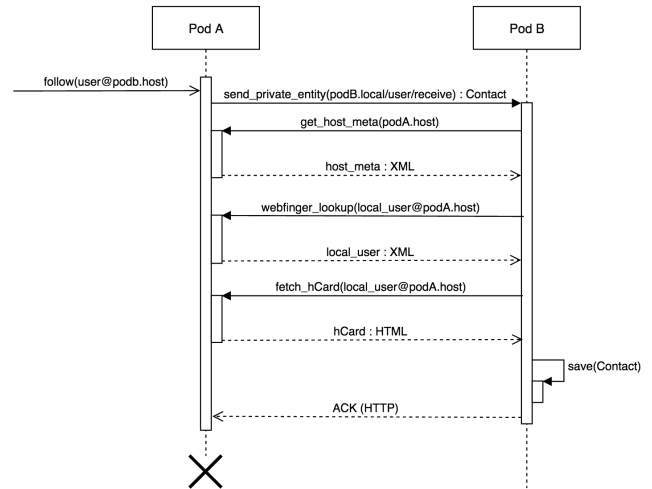 Pod A
Pod B
follow(user@podb.host)
send_private_entity(podB.local/user/receive) : Contact
get_host_meta(podA.host)
host_meta : XML
webfinger_lookup(local_user@podA.host)
local_user : XML
fetch_hCard(local_user@podA.host)
hCard : HTML
save(Contact)
ACK (HTTP)